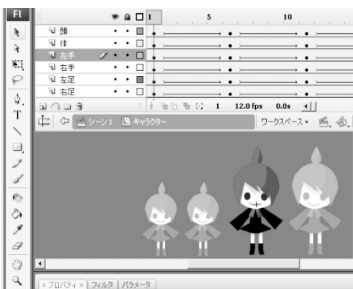 Fl 1 5 10
頭
体
左手
右手
左足
右足
1 12.0 fps 0.0s
シーン1 キャラクター ワークスペース▼
T
プロパティ × フィルタ パラメータ